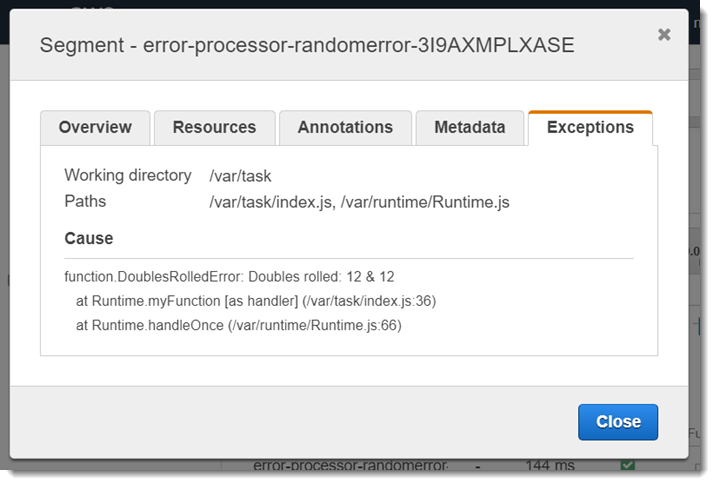 Segment - error-processor-randomerror-3I9AXMPLXASE
Overview Resources Annotations Metadata Exceptions
Working directory /var/task
Paths /var/task/index.js, /var/runtime/Runtime.js
Cause
function.DoublesRolledError: Doubles rolled: 12 & 12
at Runtime.myFunction [as handler] (/var/task/index.js:36)
at Runtime.handleOnce (/var/runtime/Runtime.js:66)
Close
error-processor-randomerror- - 144 ms